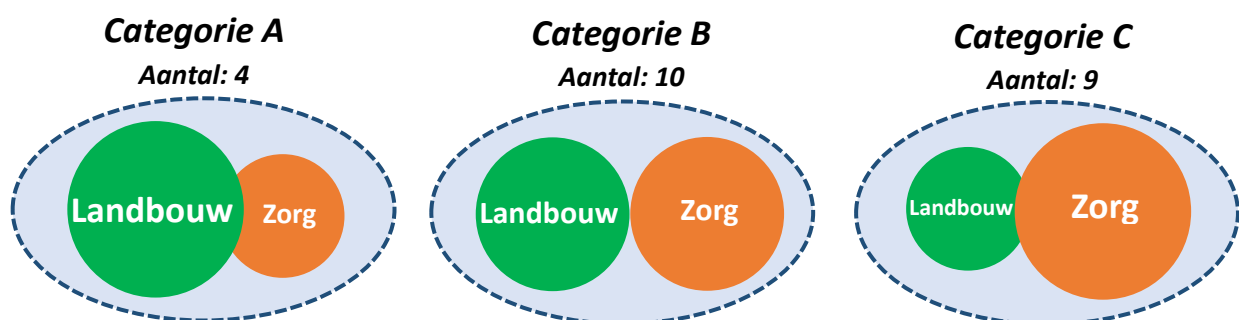 Categorie A
Aantal: 4
Landbouw
Zorg
Categorie B
Aantal: 10
Landbouw
Zorg
Categorie C
Aantal: 9
Landbouw
Zorg